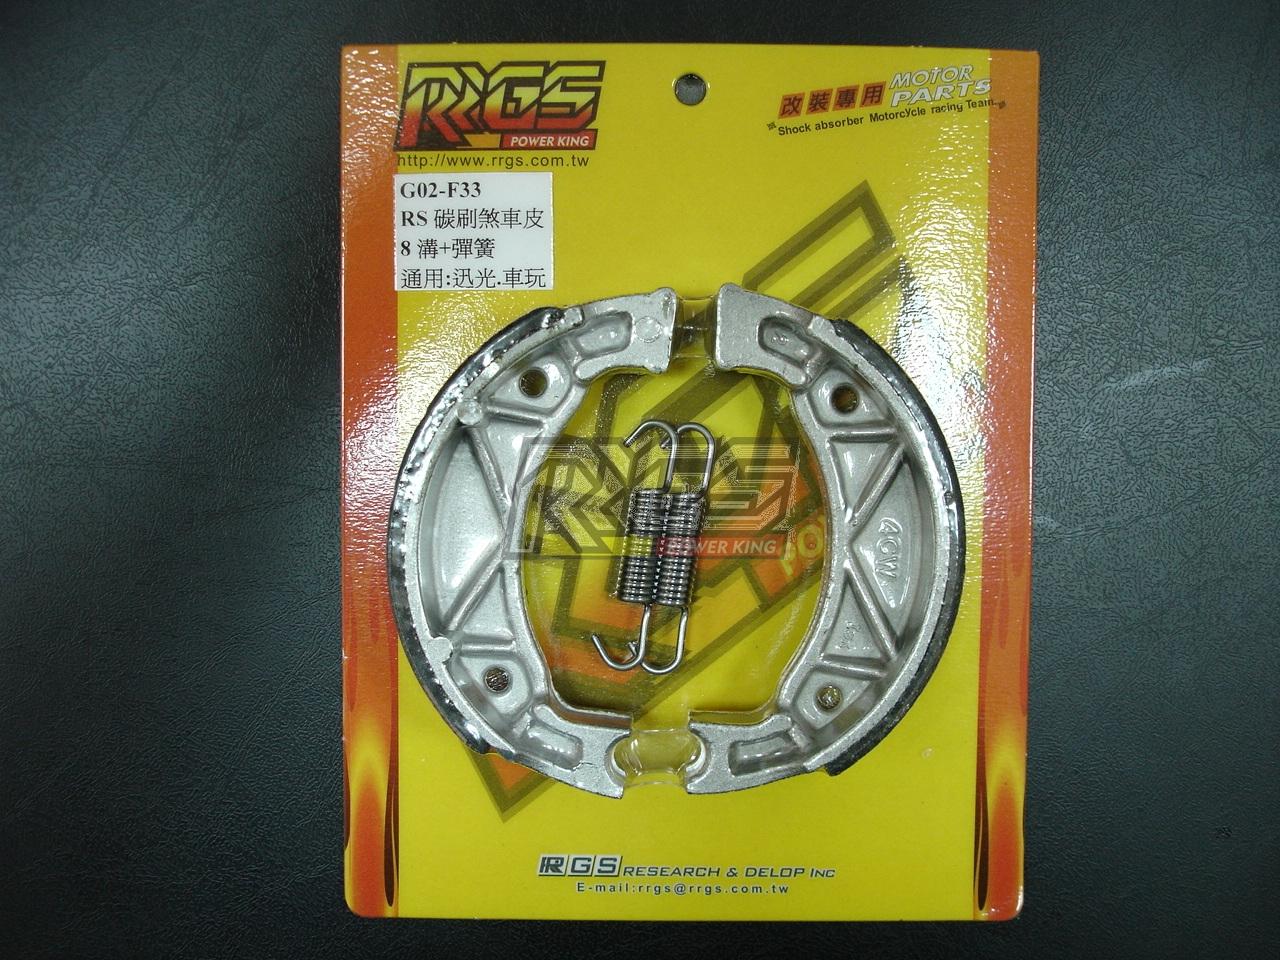 RRGS
POWER KING
http://www.rrgs.com.tw
改裝專用 MOTOR PARTS
Shock absorber Motorcycle racing Team
G02-F33
RS 碳刷煞車皮
8 溝+彈簧
通用:迅光.車玩
RRGS
POWER KING
4CW
RRGS RESEARCH & DELOP INC
E-mail:rrgs@rrgs.com.tw